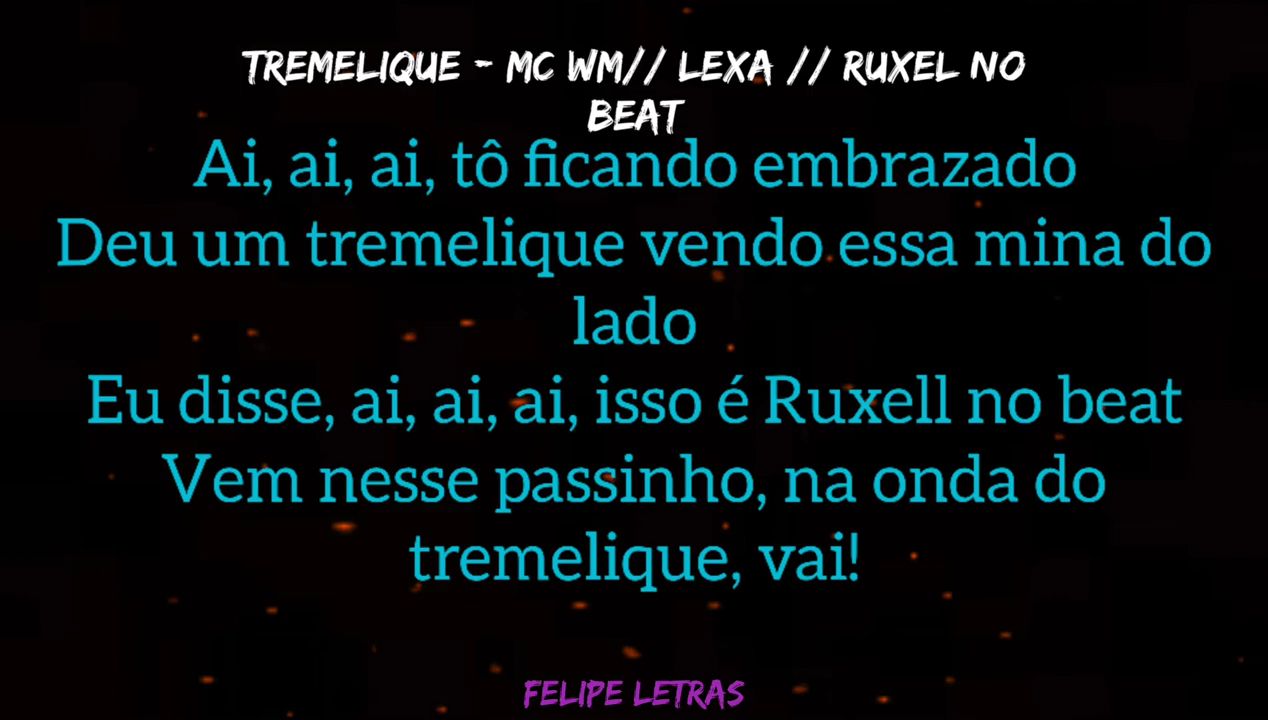 TREMELIQUE - MC WM// LEXA // RUXEL NO
BEAT
Ai, ai, ai, tô ficando embrazado
Deu um tremelique vendo essa mina do
lado
Eu disse, ai, ai, ai, isso é Ruxell no beat
Vem nesse passinho, na onda do
tremelique, vai!
FELIPE LETRAS